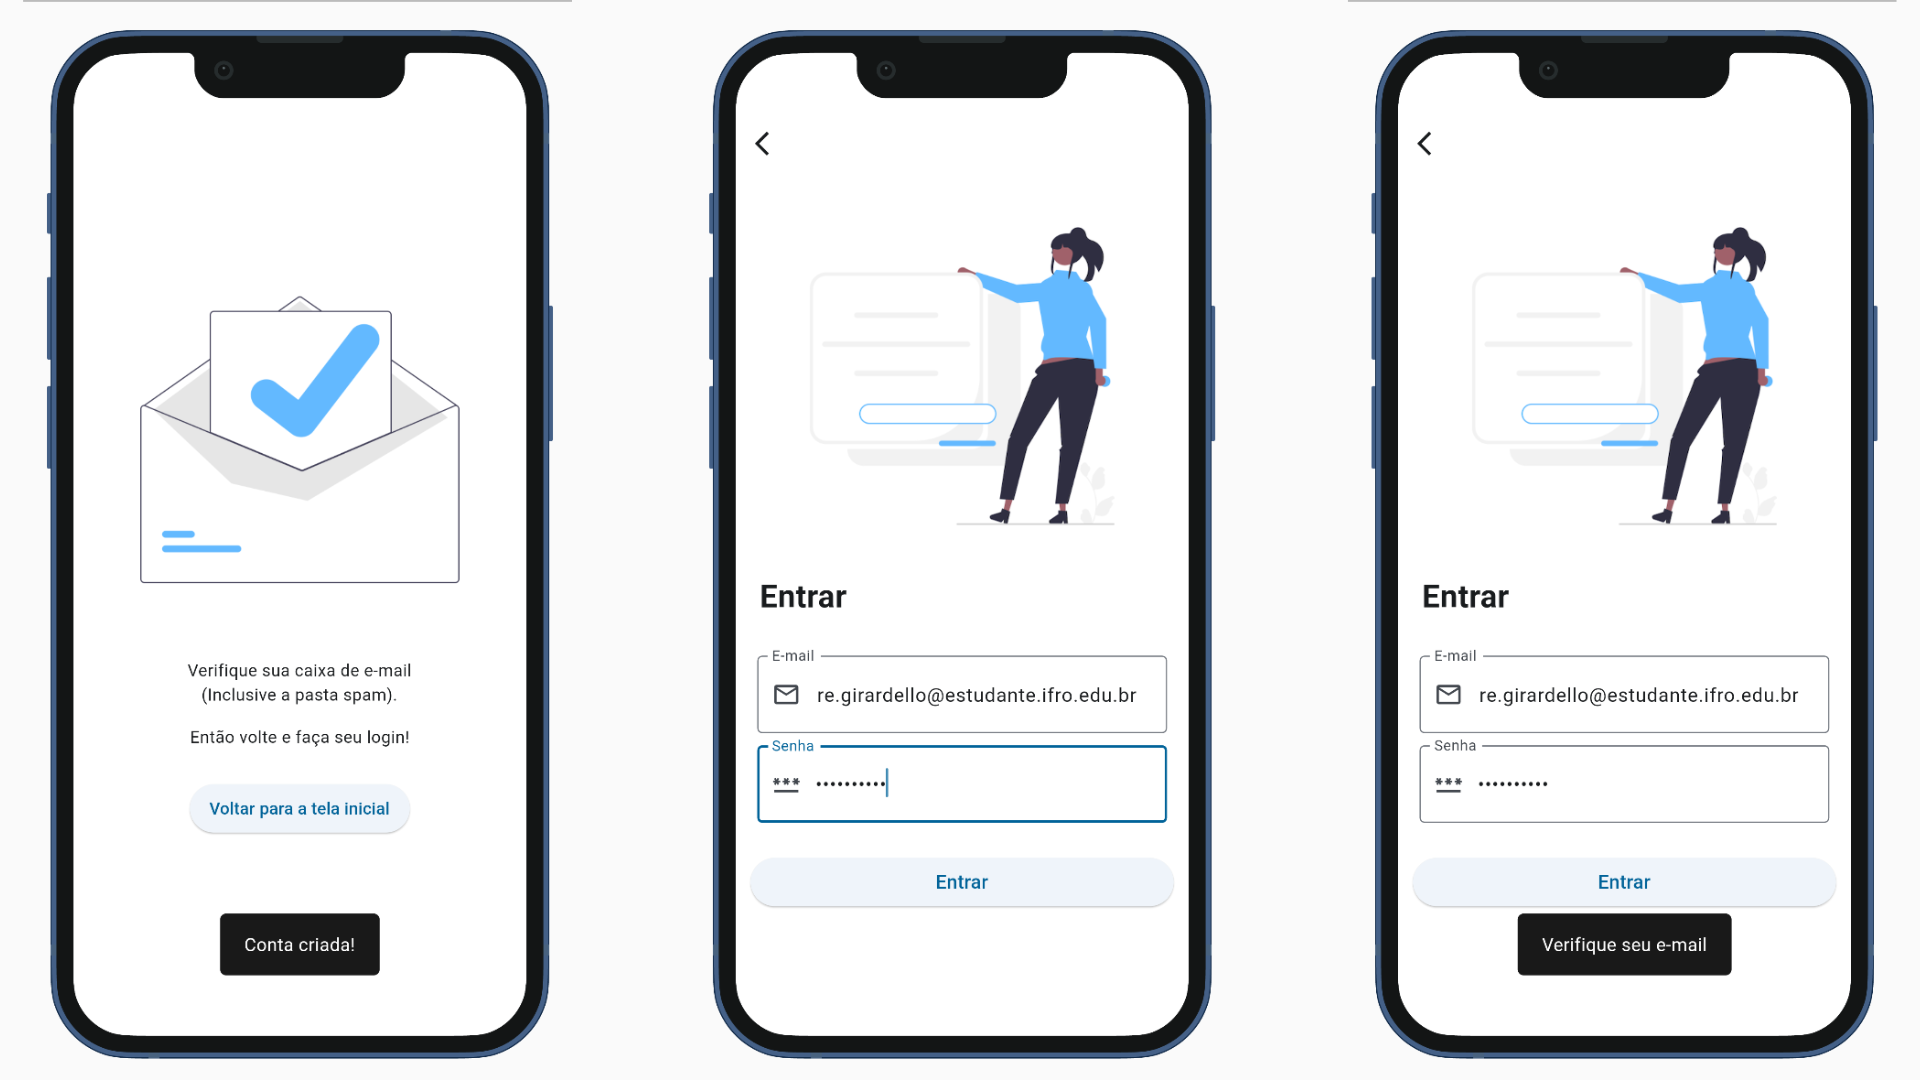 Verifique sua caixa de e-mail
(Inclusive a pasta spam).
Então volte e faça seu login!
Voltar para a tela inicial
Conta criada!
Entrar
E-mail
re.girardello@estudante.ifro.edu.br
Senha
***
••••••••••
Entrar
Entrar
E-mail
re.girardello@estudante.ifro.edu.br
Senha
***
••••••••••
Entrar
Verifique seu e-mail